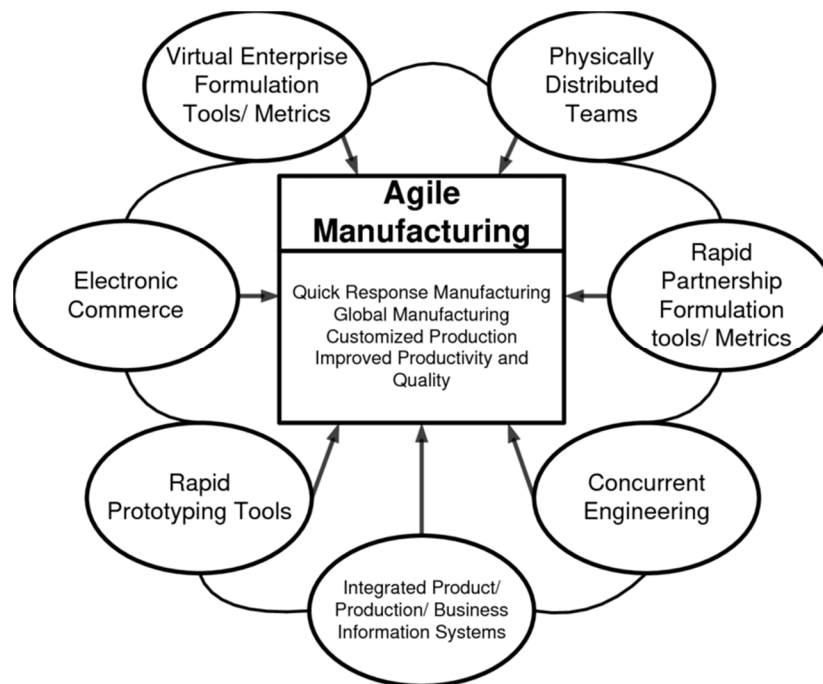 Virtual Enterprise
Formulation
Tools/ Metrics
Physically
Distributed
Teams
Agile
Manufacturing
Quick Response Manufacturing
Global Manufacturing
Customized Production
Improved Productivity and
Quality
Electronic
Commerce
Rapid
Partnership
Formulation
tools/ Metrics
Rapid
Prototyping Tools
Concurrent
Engineering
Integrated Product/
Production/ Business
Information Systems